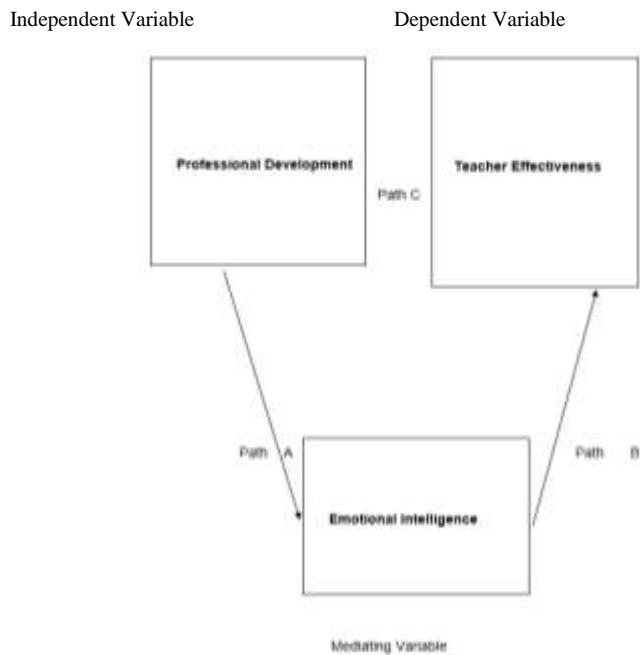 Independent Variable Dependent Variable
Professional Development
Teacher Effectiveness
Path C
Path A
Path B
Emotional Intelligence
Mediating Variable